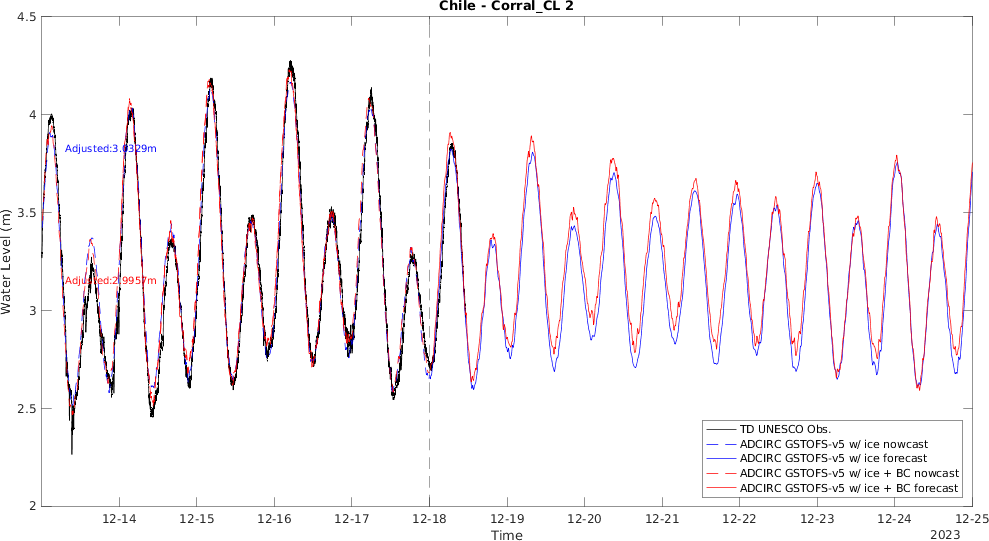 Chile - Corral_CL 2
Water Level (m)
4.5
4
3.5
3
2.5
2
Adjusted:3.0329m
Adjusted:2.9957m
TD UNESCO Obs.
ADCIRC GSTOFS-v5 w/ ice nowcast
ADCIRC GSTOFS-v5 w/ ice forecast
ADCIRC GSTOFS-v5 w/ ice + BC nowcast
ADCIRC GSTOFS-v5 w/ ice + BC forecast
12-14 12-15 12-16 12-17 12-18 12-19 12-20 12-21 12-22 12-23 12-24 12-25
Time
2023